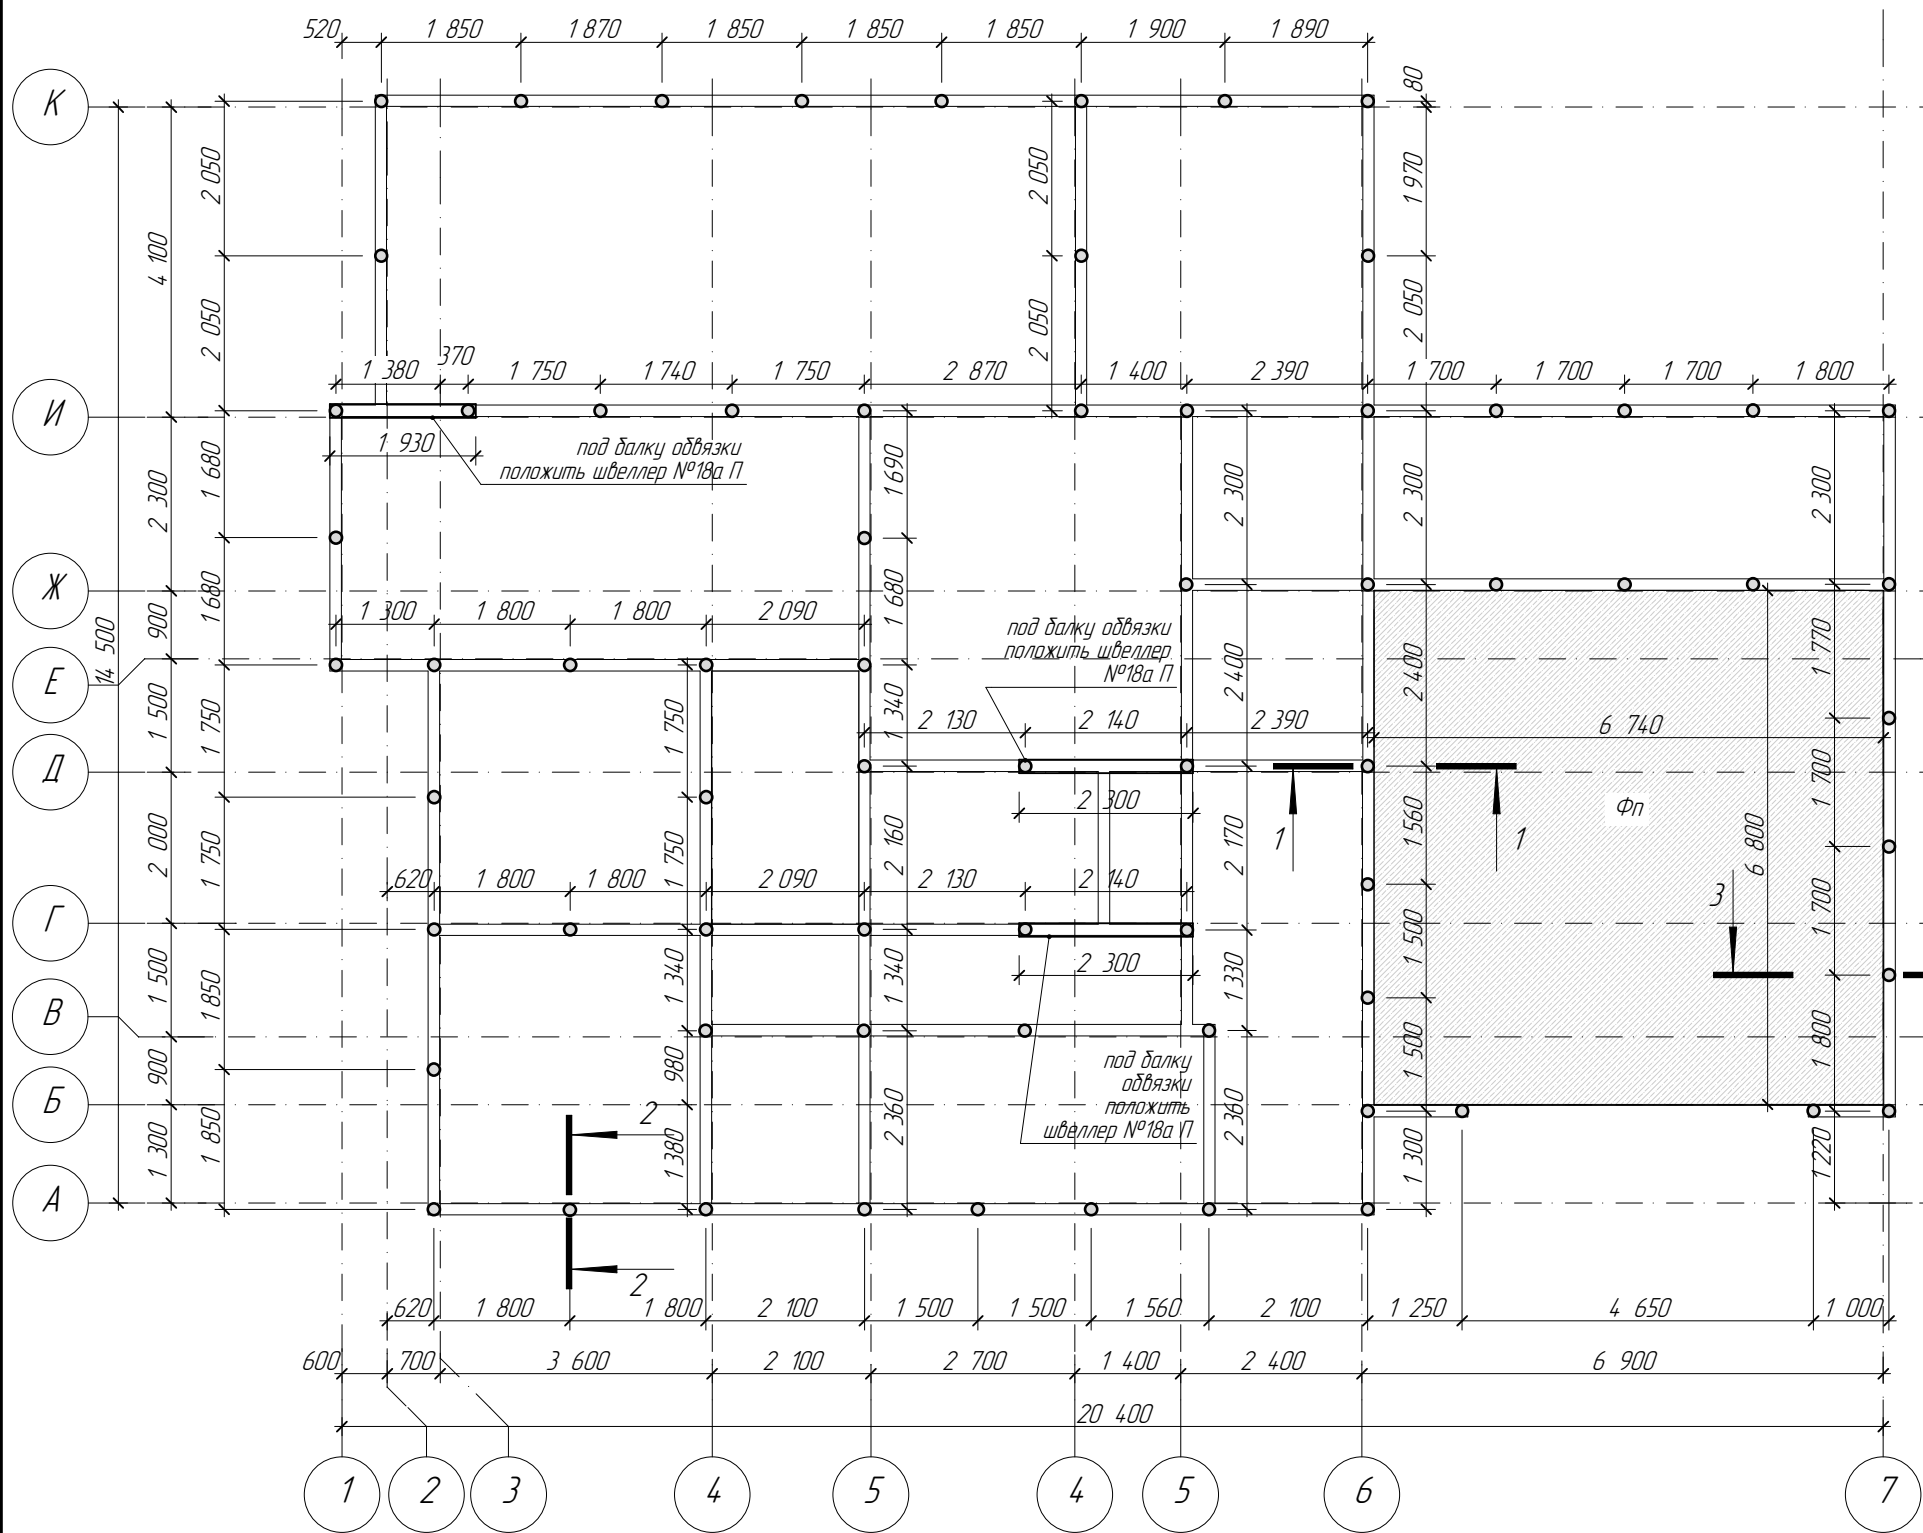 520 1 850 1 870 1 850 1 850 1 850 1 900 1 890
80
К
2 050 2 050 1 970
4 100
2 050 2 050 2 050
1 380 370 1 750 1 740 1 750 2 870 1 400 2 390 1 700 1 700 1 700 1 800
И
1 930
под балку обвязки
положить швеллер №18а П
1 680 1 690
2 300 2 300 2 300 2 300
Ж
1 680 1 680
900
1 300 1 800 1 800 2 090
под балку обвязки
положить швеллер
№18а П
14 500
Е
2 400 2 400 1 770
1 500 1 750 1 750 1 340
2 130 2 140 2 390 6 740
Д
1 700
2 300
Фп
1 1
2 000 1 750 1 750 2 160 2 170 1 560 6 800
620 1 800 1 800 2 090 2 130 2 140
3
Г
1 500 1 700
2 300
1 500 1 850 1 340 1 340 1 330
В
900 980 1 500 1 800
под балку
обвязки
положить
швеллер №18а П
Б
2
1 300 1 850 1 380 2 360 2 360 1 300 1 220
А
2
620 1 800 1 800 2 100 1 500 1 500 1 560 2 100 1 250 4 650 1 000
600 700 3 600 2 100 2 700 1 400 2 400 6 900
20 400
1 2 3 4 5 4 5 6 7